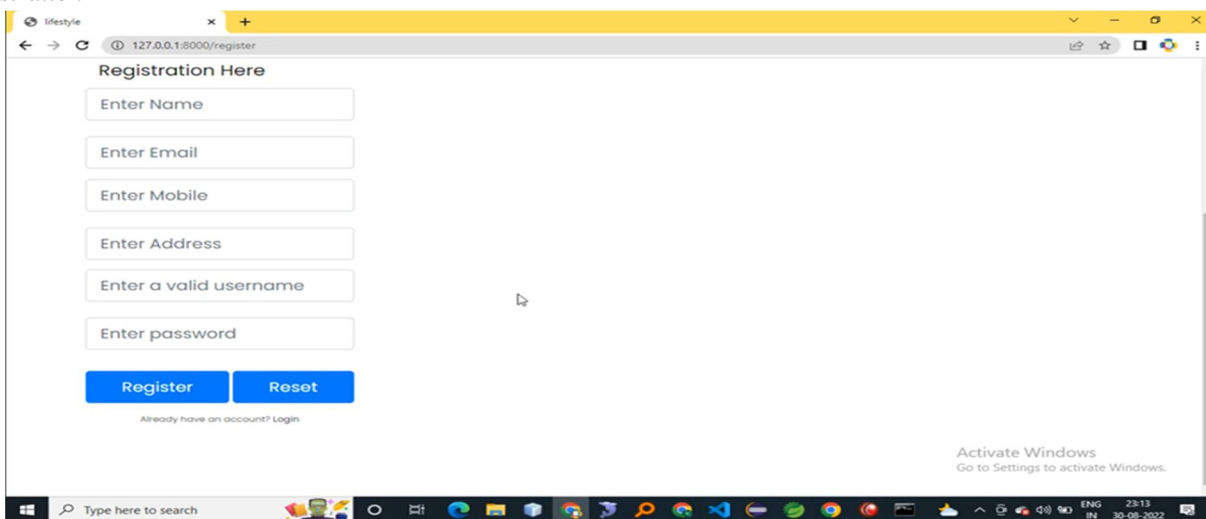 lifestyle
127.0.0.1:8000/register
Registration Here
Enter Name
Enter Email
Enter Mobile
Enter Address
Enter a valid username
Enter password
Register Reset
Already have an account? Login
Activate Windows
Go to Settings to activate Windows.
Type here to search
ENG 23:13
IN 30-08-2022